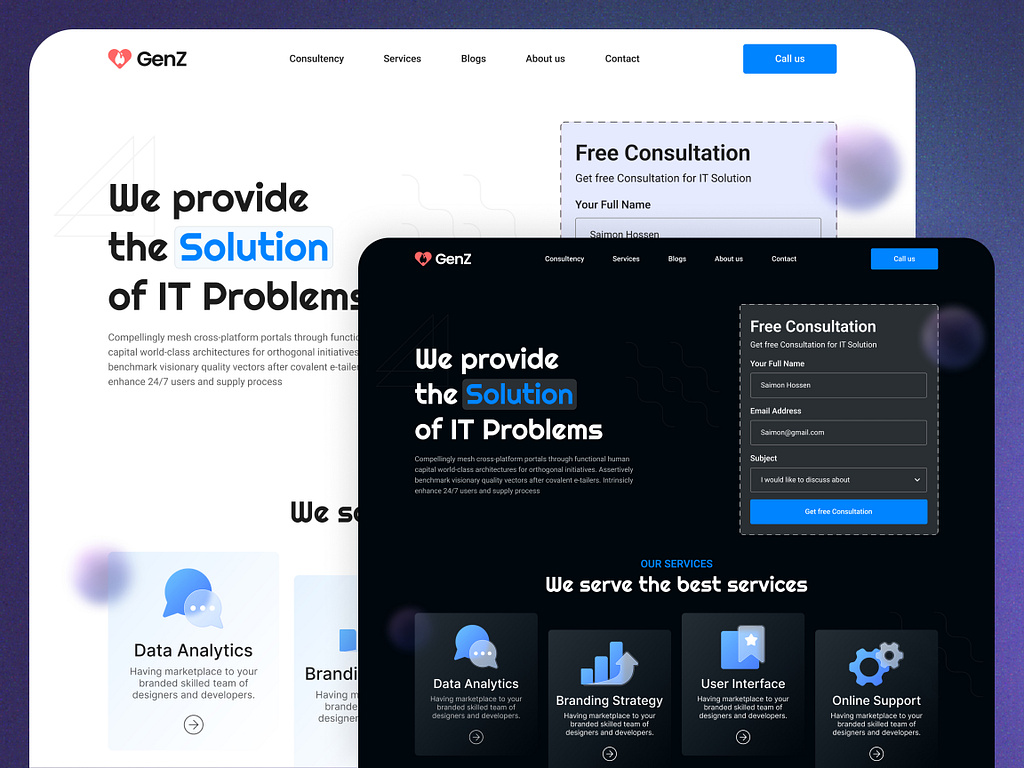 GenZ
Consultency
Services
Blogs
About us
Contact
Call us
We provide
the Solution
of IT Problems
Compellingly mesh cross-platform portals through functio
capital world-class architectures for orthogonal initiatives
benchmark visionary quality vectors after covalent e-tailer
enhance 24/7 users and supply process
Free Consultation
Get free Consultation for IT Solution
Your Full Name
Saimon Hossen
We se
Data Analytics
Having marketplace to your
branded skilled team of
designers and developers.
Brandi
Having m
brande
design
GenZ
Consultency
Services
Blogs
About us
Contact
Call us
We provide
the Solution
of IT Problems
Compellingly mesh cross-platform portals through functional human
capital world-class architectures for orthogonal initiatives. Assertively
benchmark visionary quality vectors after covalent e-tailers. Intrinsicly
enhance 24/7 users and supply process
Free Consultation
Get free Consultation for IT Solution
Your Full Name
Saimon Hossen
Email Address
Saimon@gmail.com
Subject
I would like to discuss about
Get free Consultation
OUR SERVICES
We serve the best services
Data Analytics
Having marketplace to your
branded skilled team of
designers and developers.
Branding Strategy
Having marketplace to your
branded skilled team of
designers and developers.
User Interface
Having marketplace to your
branded skilled team of
designers and developers.
Online Support
Having marketplace to your
branded skilled team of
designers and developers.